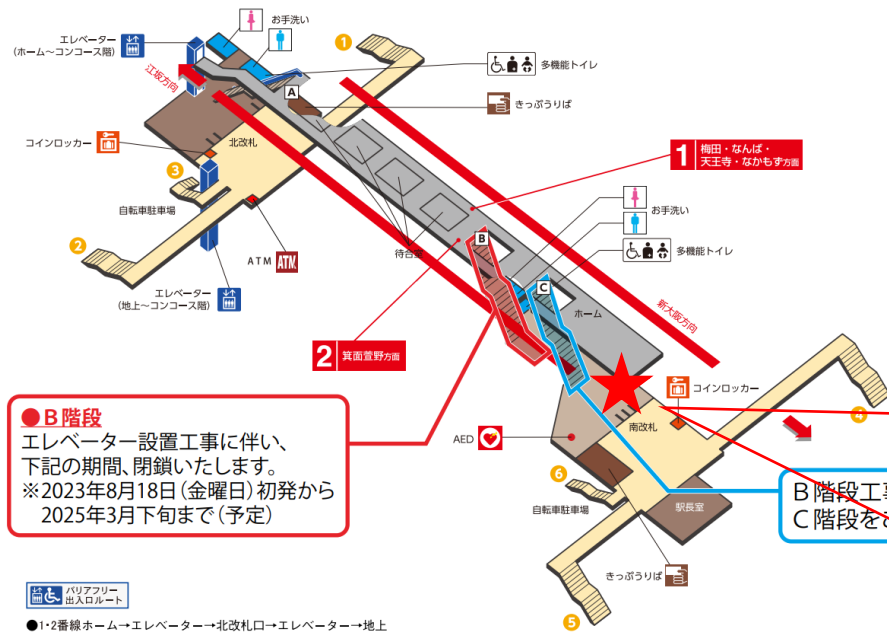 エレベーター
(ホーム〜コンコース階)
お手洗い
1
多機能トイレ
江坂方向
A
きっぷうりば
コインロッカー
北改札
1 梅田・なんば・
天王寺・なかもず方面
3
自転車駐車場
お手洗い
2
B
多機能トイレ
ATM ATM
待合室
C
エレベーター
(地上〜コンコース階)
ホーム
新大阪方向
2 箕面萱野方面
コインロッカー
4
●B階段
エレベーター設置工事に伴い、
下記の期間、閉鎖いたします。
※2023年8月18日(金曜日)初発から
2025年3月下旬まで(予定)
AED
南改札
6
自転車駐車場
駅長室
B階段工事
C階段を
きっぷうりば
5
バリアフリー
出入口ルート
●1・2番線ホーム→エレベーター→北改札口→エレベーター→地上